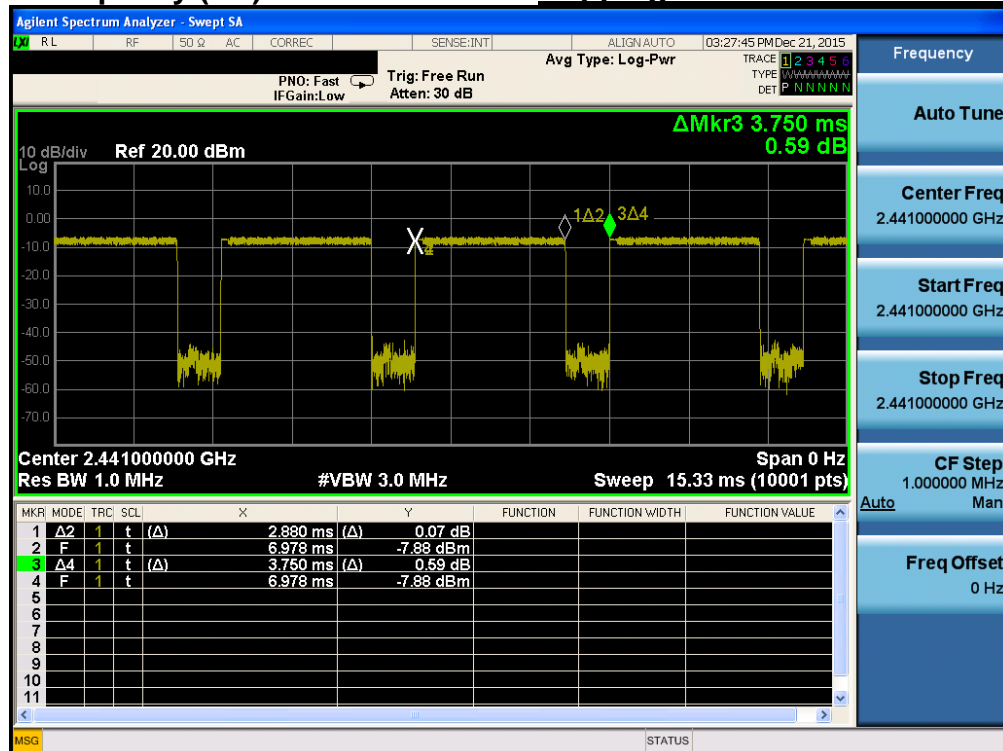 Agilent Spectrum Analyzer - Swept SA
LXI RL RF 50 Ω AC CORREC SENSE:INT ALIGN AUTO 03:27:45 PM Dec 21, 2015
Avg Type: Log-Pwr
TRACE 1 2 3 4 5 6
TYPE
DET P N N N N N
PNO: Fast
IFGain:Low
Trig: Free Run
Atten: 30 dB
ΔMkr3 3.750 ms
0.59 dB
10 dB/div Ref 20.00 dBm
Log
10.0
0.00
-10.0
-20.0
-30.0
-40.0
-50.0
-60.0
-70.0
1Δ2 3Δ4
X
Center 2.441000000 GHz Span 0 Hz
Res BW 1.0 MHz #VBW 3.0 MHz Sweep 15.33 ms (10001 pts)
MKR MODE TRC SCL X Y FUNCTION FUNCTION WIDTH FUNCTION VALUE
1 Δ2 1 t (Δ) 2.880 ms (Δ) 0.07 dB
2 F 1 t 6.978 ms -7.88 dBm
3 Δ4 1 t (Δ) 3.750 ms (Δ) 0.59 dB
4 F 1 t 6.978 ms -7.88 dBm
5
6
7
8
9
10
11
MSG STATUS
Frequency
Auto Tune
Center Freq
2.441000000 GHz
Start Freq
2.441000000 GHz
Stop Freq
2.441000000 GHz
CF Step
1.000000 MHz
Auto Man
Freq Offset
0 Hz